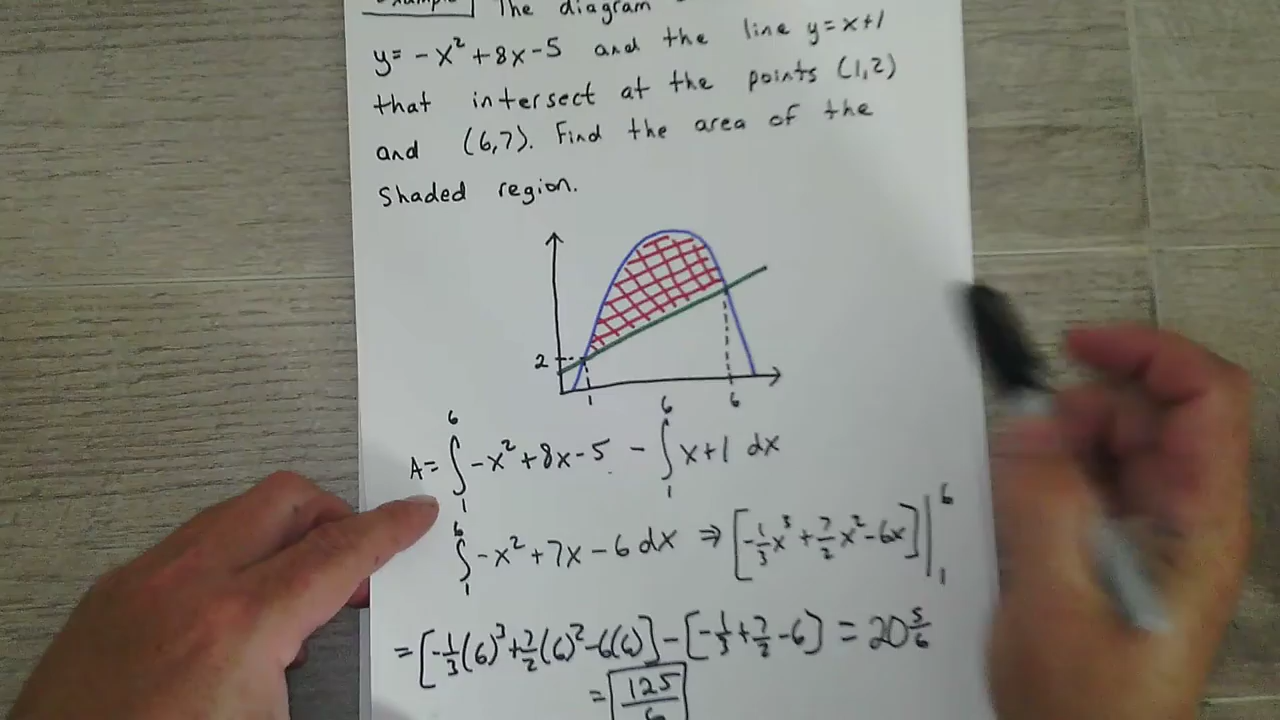 Example The diagram
y= -x² +8x-5 and the line y=x+1
that intersect at the points (1,2)
and (6,7). Find the area of the
shaded region.
2
1 6
A= ∫₁⁶ -x² +8x-5 - ∫₁⁶ x+1 dx
∫₁⁶ -x² +7x-6 dx ⇒ [-1/3x³ +7/2x² -6x]|₁⁶
= [-1/3(6)³ +7/2(6)² -6(6)] - [-1/3+7/2-6] = 20 5/6
= 125/6